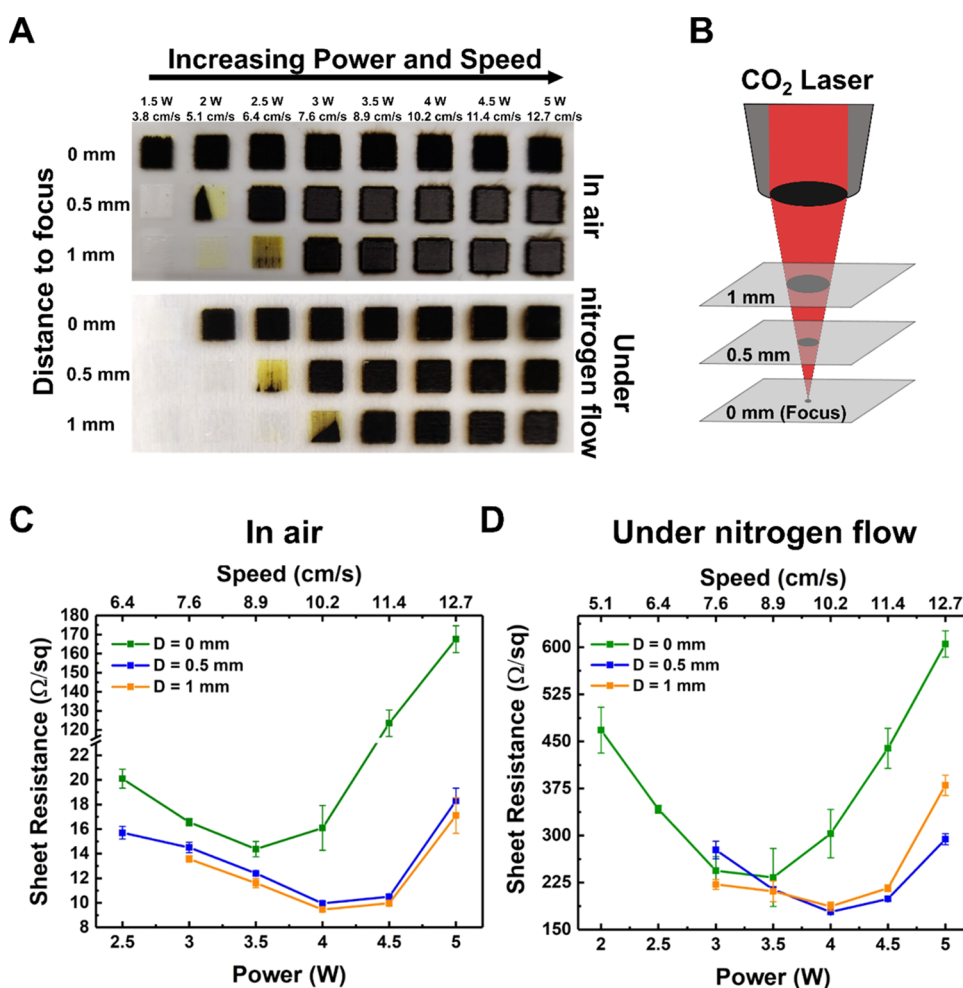 A
Increasing Power and Speed
1.5 W 2 W 2.5 W 3 W 3.5 W 4 W 4.5 W 5 W
3.8 cm/s 5.1 cm/s 6.4 cm/s 7.6 cm/s 8.9 cm/s 10.2 cm/s 11.4 cm/s 12.7 cm/s
Distance to focus
0 mm
0.5 mm
1 mm
In air
0 mm
0.5 mm
1 mm
Under
nitrogen flow
B
CO₂ Laser
1 mm
0.5 mm
0 mm (Focus)
C
In air
Speed (cm/s)
6.4 7.6 8.9 10.2 11.4 12.7
Sheet Resistance (Ω/sq)
180
170
160
150
140
130
120
22
20
18
16
14
12
10
8
D = 0 mm
D = 0.5 mm
D = 1 mm
2.5 3 3.5 4 4.5 5
Power (W)
D
Under nitrogen flow
Speed (cm/s)
5.1 6.4 7.6 8.9 10.2 11.4 12.7
Sheet Resistance (Ω/sq)
600
525
450
375
300
225
150
D = 0 mm
D = 0.5 mm
D = 1 mm
2 2.5 3 3.5 4 4.5 5
Power (W)